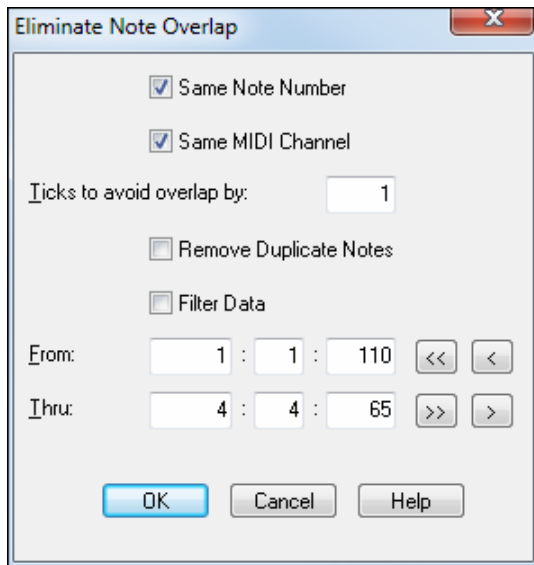 Eliminate Note Overlap
Same Note Number
Same MIDI Channel
Ticks to avoid overlap by: 1
Remove Duplicate Notes
Filter Data
From: 1 : 1 : 110 << <
Thru: 4 : 4 : 65 >> >
OK Cancel Help